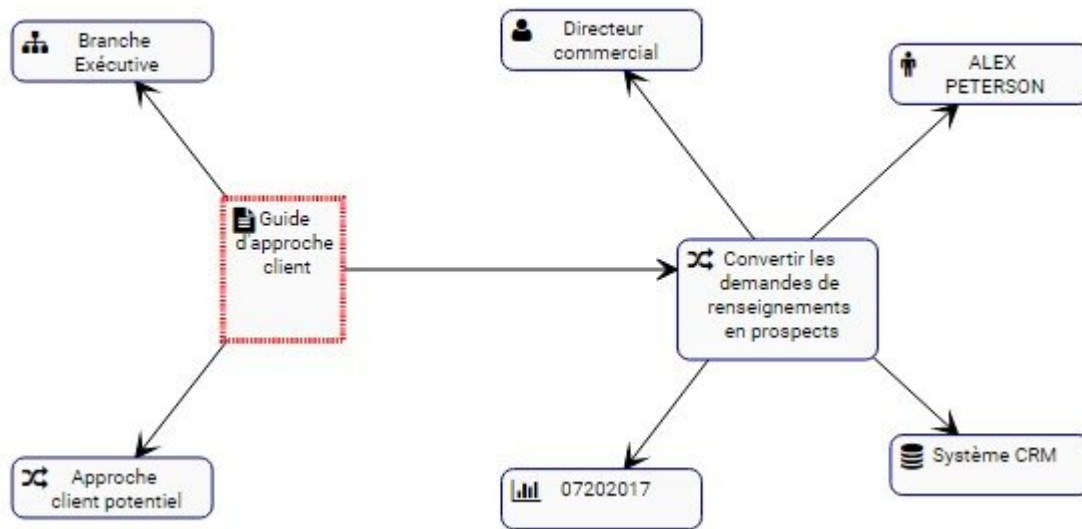 Branche
Exécutive
Directeur
commercial
ALEX
PETERSON
Guide
d'approche
client
Convertir les
demandes de
renseignements
en prospects
Approche
client potentiel
07202017
Système CRM